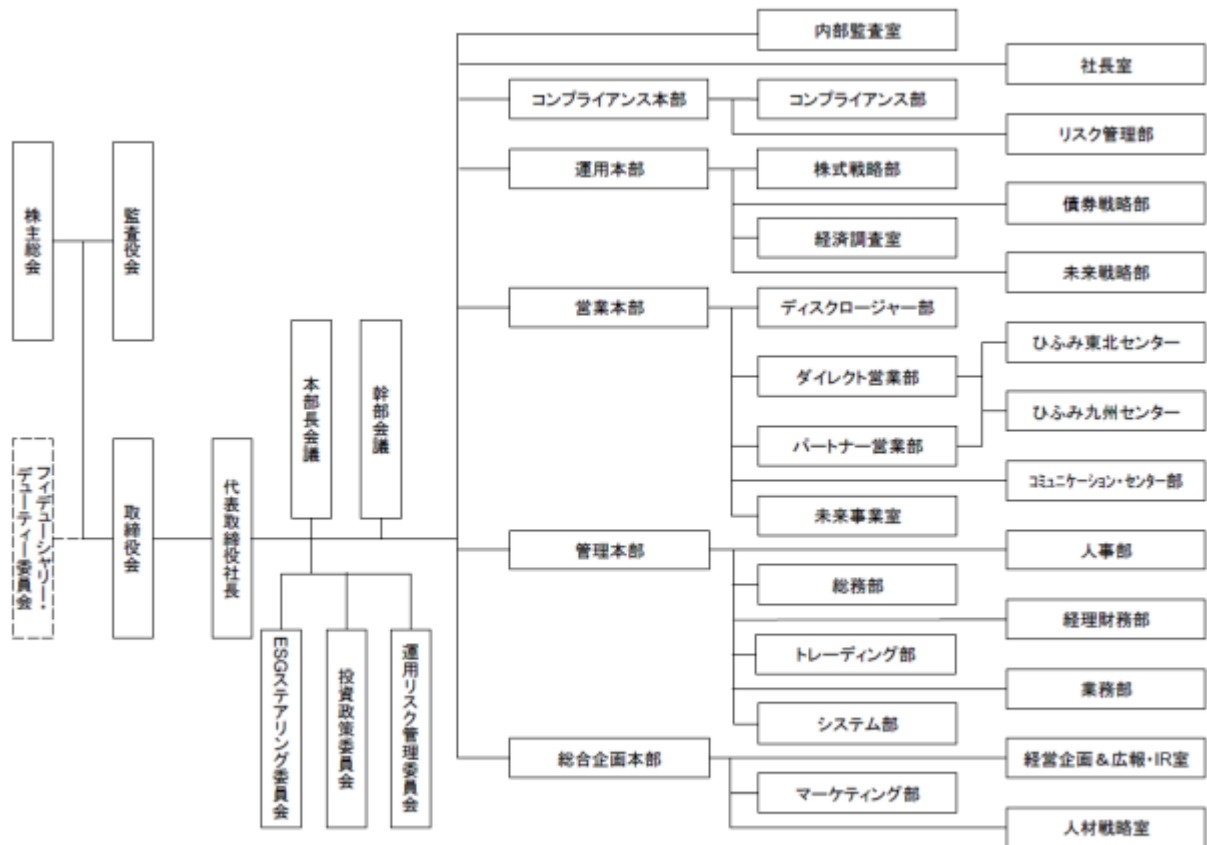 内部監査室
社長室
コンプライアンス本部
コンプライアンス部
リスク管理部
運用本部
株式戦略部
債券戦略部
経済調査室
未来戦略部
営業本部
ディスクロージャー部
ひふみ東北センター
ダイレクト営業部
ひふみ九州センター
パートナー営業部
コミュニケーション・センター部
未来事業室
管理本部
人事部
総務部
経理財務部
トレーディング部
業務部
システム部
総合企画本部
経営企画&広報・IR室
マーケティング部
人材戦略室
株主総会
監査役会
フィデューシャリー・
デューティー委員会
取締役会
代表取締役社長
本部長会議
幹部会議
ESGステアリング委員会
投資政策委員会
運用リスク管理委員会